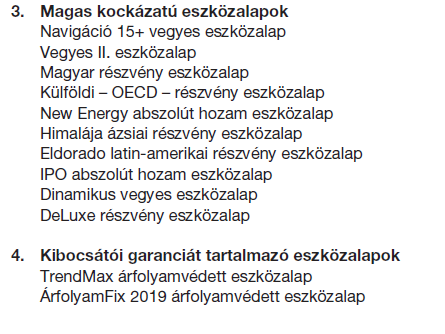 3. Magas kockázatú eszközalapok
Navigáció 15+ vegyes eszközalap
Vegyes II. eszközalap
Magyar részvény eszközalap
Külföldi – OECD – részvény eszközalap
New Energy abszolút hozam eszközalap
Himalája ázsiai részvény eszközalap
Eldorado latin-amerikai részvény eszközalap
IPO abszolút hozam eszközalap
Dinamikus vegyes eszközalap
DeLuxe részvény eszközalap
4. Kibocsátói garanciát tartalmazó eszközalapok
TrendMax árfolyamvédett eszközalap
ÁrfolyamFix 2019 árfolyamvédett eszközalap